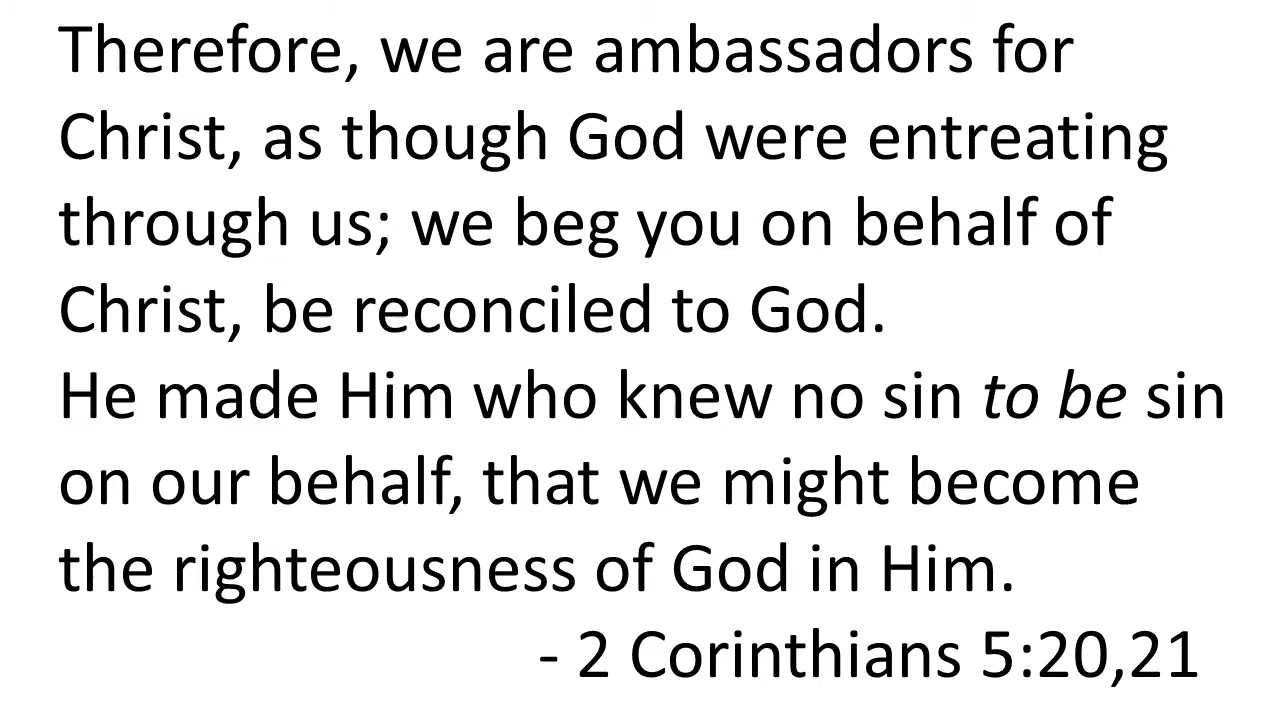 Therefore, we are ambassadors for
Christ, as though God were entreating
through us; we beg you on behalf of
Christ, be reconciled to God.
He made Him who knew no sin to be sin
on our behalf, that we might become
the righteousness of God in Him.
- 2 Corinthians 5:20,21